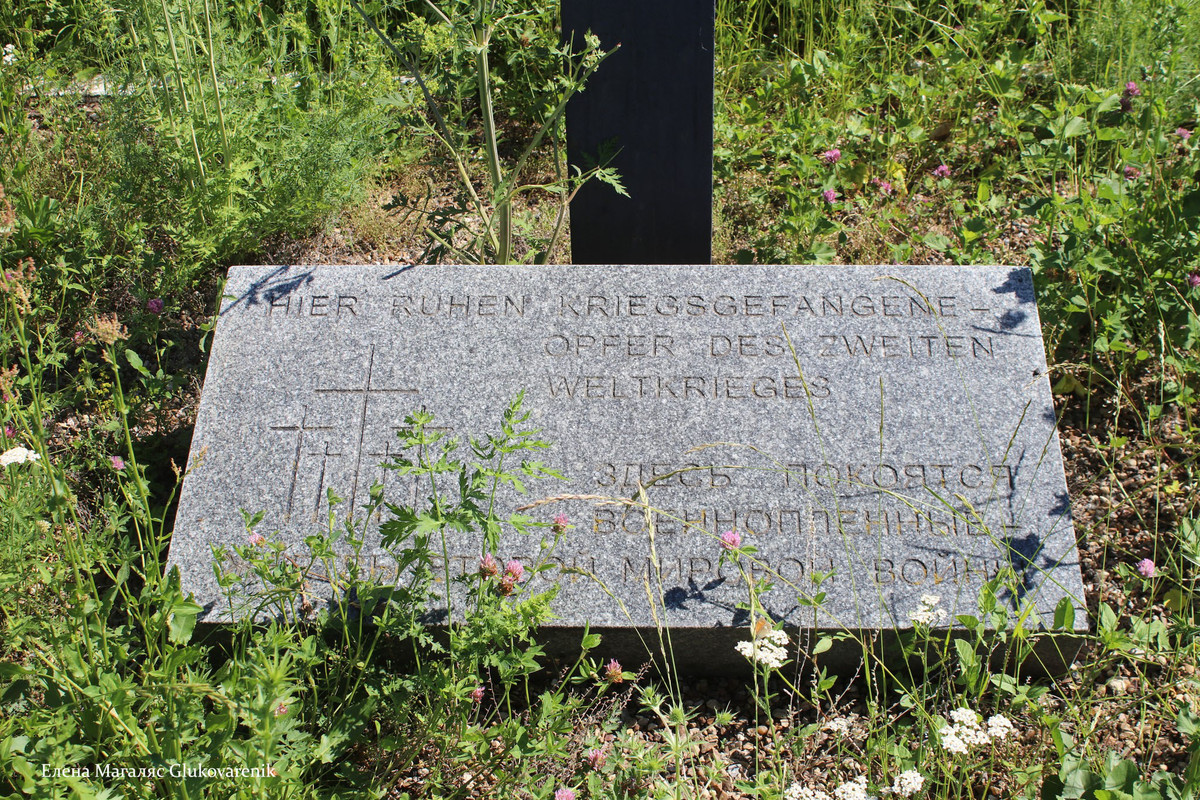 HIER RUHEN KRIEGSGEFANGENE –
OPFER DES ZWEITEN
WELTKRIEGES
ЗДЕСЬ ПОКОЯТСЯ
ВОЕННОПЛЕННЫЕ –
МИРОВОЙ ВОЙНЫ
Елена Магаляс Glukovarenik